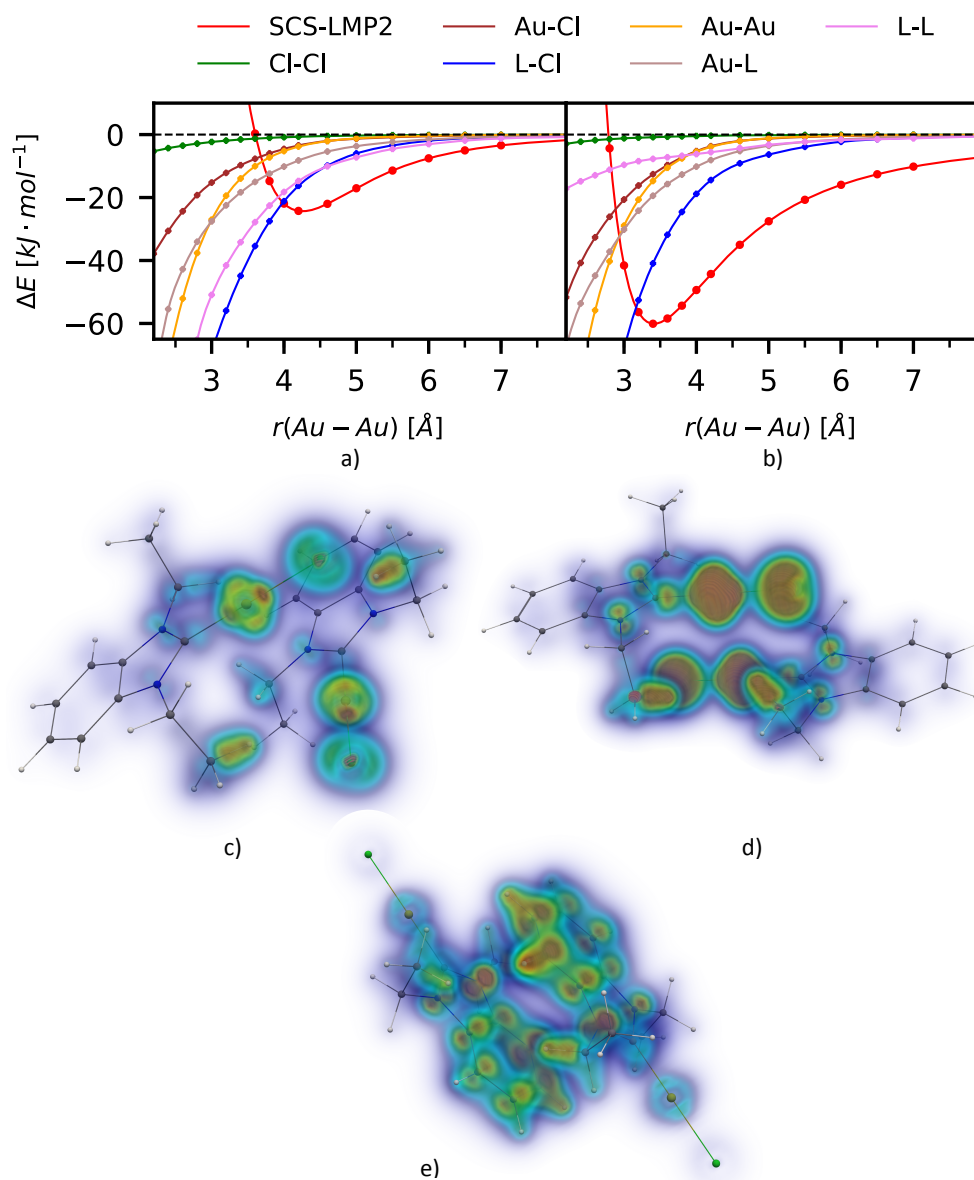 SCS-LMP2 Au-Cl Au-Au L-L
Cl-Cl L-Cl Au-L
ΔE [kJ · mol⁻¹]
0
−20
−40
−60
3 4 5 6 7 3 4 5 6 7
r(Au − Au) [Å] r(Au − Au) [Å]
a) b)
c) d)
e)